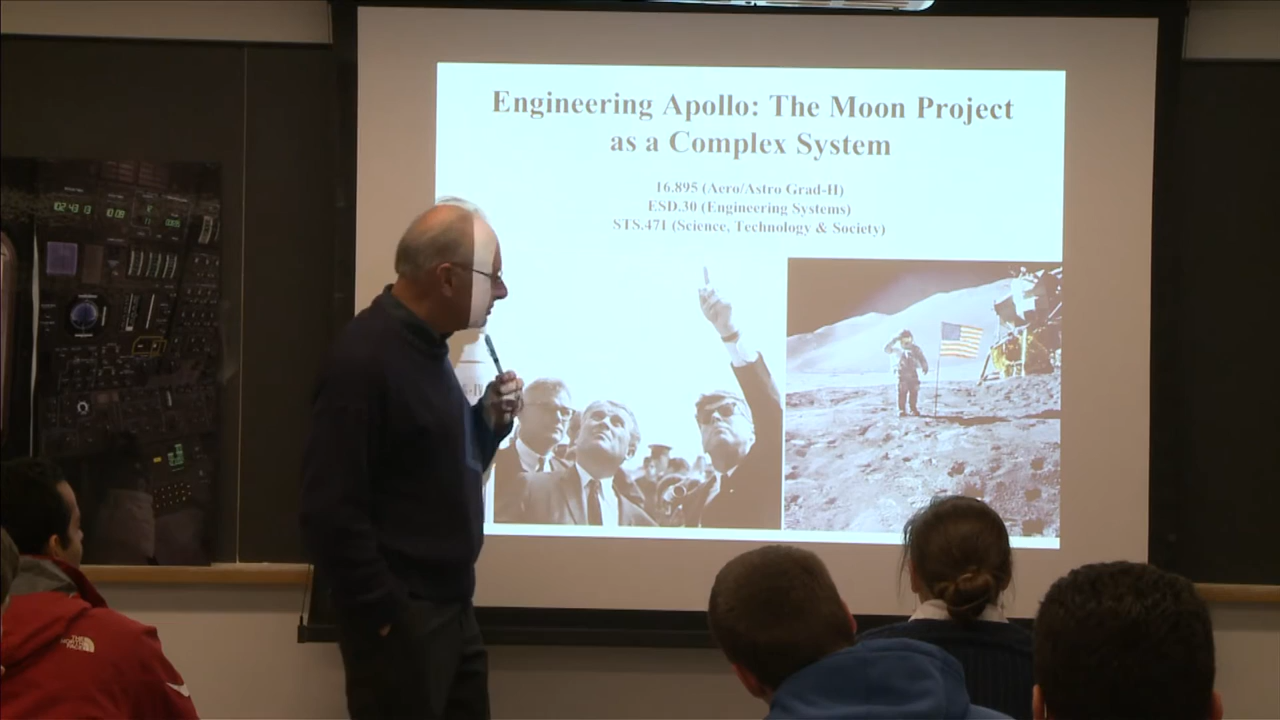 Engineering Apollo: The Moon Project
as a Complex System
16.895 (Aero/Astro Grad-H)
ESD.30 (Engineering Systems)
STS.471 (Science, Technology & Society)
THE
NORTH
FACE